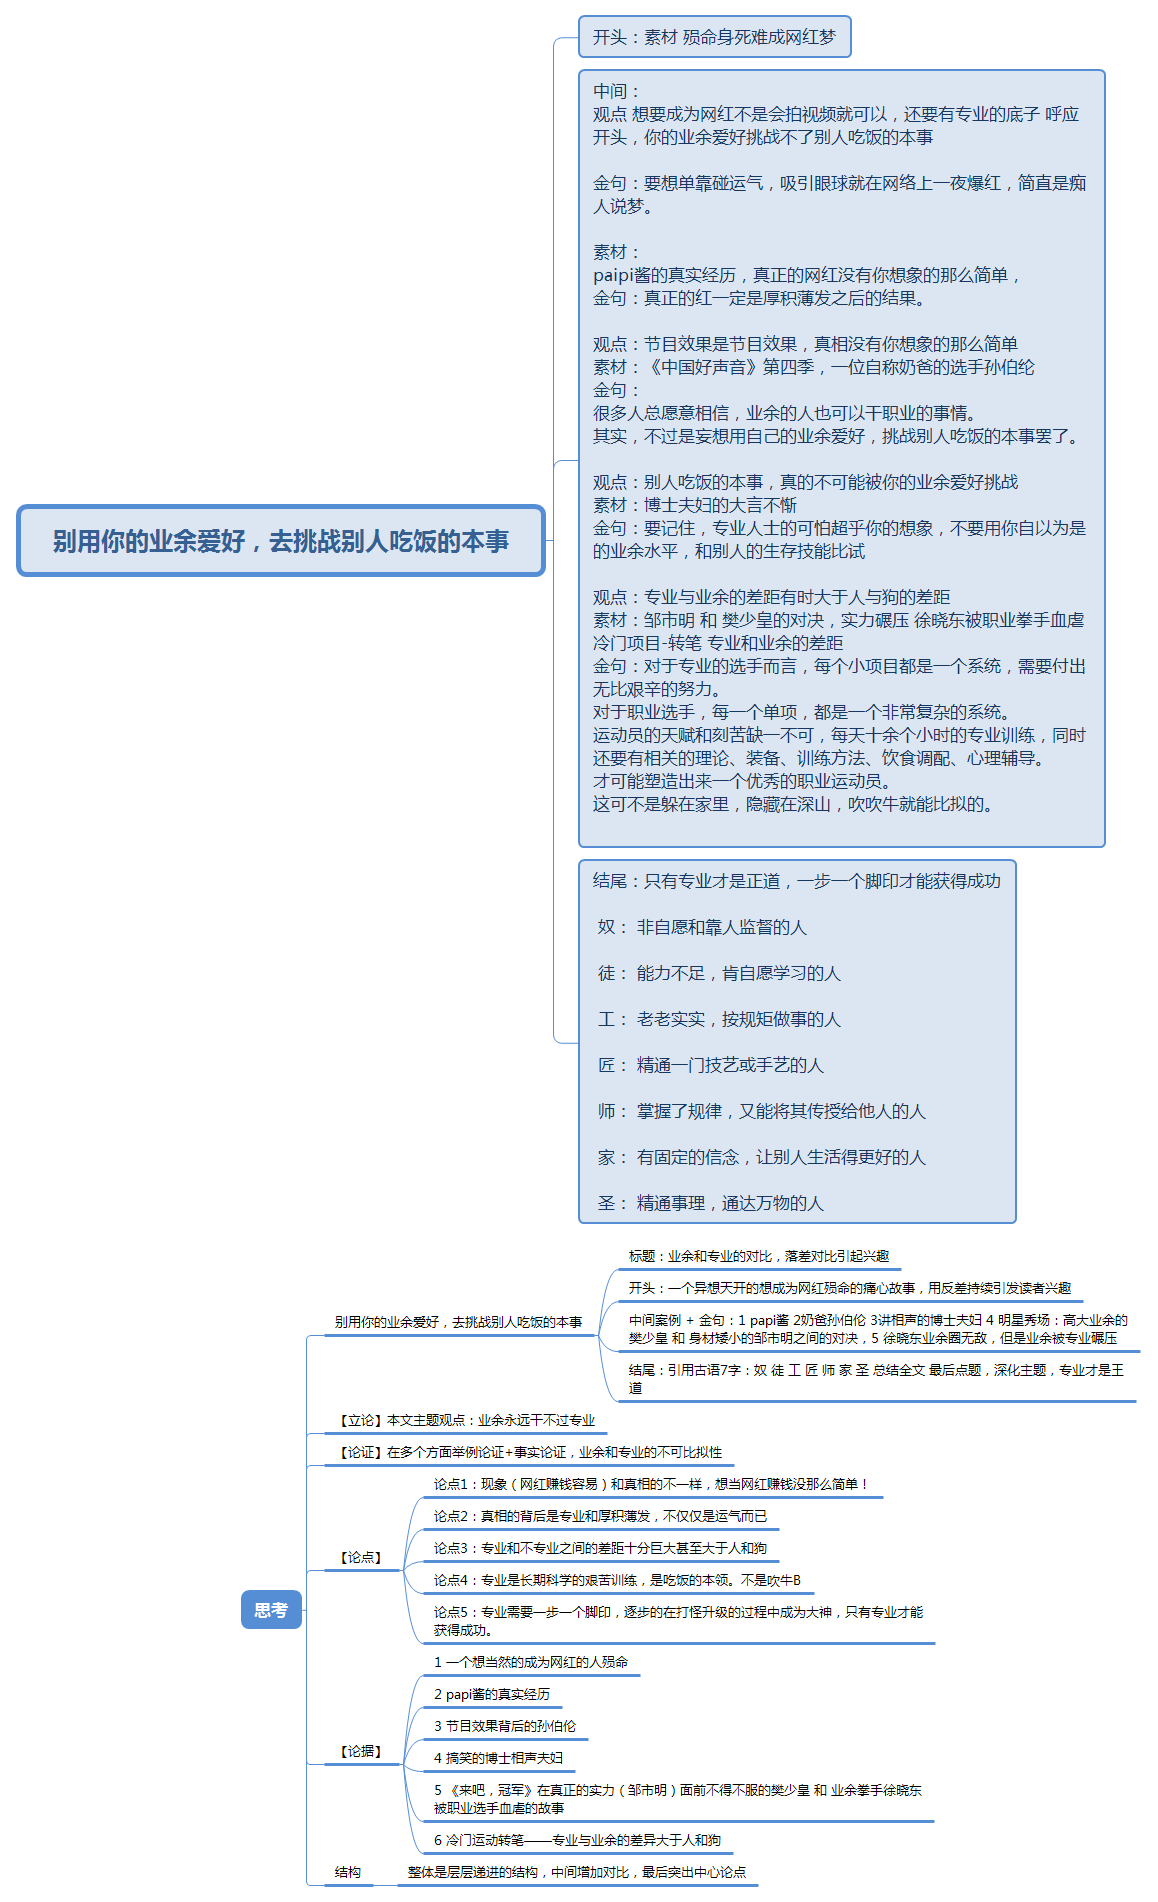 开头：素材 殒命身死难成网红梦
中间：
观点 想要成为网红不是会拍视频就可以，还要有专业的底子 呼应
开头，你的业余爱好挑战不了别人吃饭的本事
金句：要想单靠碰运气，吸引眼球就在网络上一夜爆红，简直是痴
人说梦。
素材：
paipi酱的真实经历，真正的网红没有你想象的那么简单，
金句：真正的红一定是厚积薄发之后的结果。
观点：节目效果是节目效果，真相没有你想象的那么简单
素材：《中国好声音》第四季，一位自称奶爸的选手孙伯纶
金句：
很多人总愿意相信，业余的人也可以干职业的事情。
其实，不过是妄想用自己的业余爱好，挑战别人吃饭的本事罢了。
观点：别人吃饭的本事，真的不可能被你的业余爱好挑战
素材：博士夫妇的大言不惭
金句：要记住，专业人士的可怕超乎你的想象，不要用你自以为是
的业余水平，和别人的生存技能比试
观点：专业与业余的差距有时大于人与狗的差距
素材：邹市明 和 樊少皇的对决，实力碾压 徐晓东被职业拳手血虐
冷门项目-转笔 专业和业余的差距
金句：对于专业的选手而言，每个小项目都是一个系统，需要付出
无比艰辛的努力。
对于职业选手，每一个单项，都是一个非常复杂的系统。
运动员的天赋和刻苦缺一不可，每天十余个小时的专业训练，同时
还要有相关的理论、装备、训练方法、饮食调配、心理辅导。
才可能塑造出来一个优秀的职业运动员。
这可不是躲在家里，隐藏在深山，吹吹牛就能比拟的。
别用你的业余爱好，去挑战别人吃饭的本事
结尾：只有专业才是正道，一步一个脚印才能获得成功
奴： 非自愿和靠人监督的人
徒： 能力不足，肯自愿学习的人
工： 老老实实，按规矩做事的人
匠： 精通一门技艺或手艺的人
师： 掌握了规律，又能将其传授给他人的人
家： 有固定的信念，让别人生活得更好的人
圣： 精通事理，通达万物的人
标题：业余和专业的对比，落差对比引起兴趣
开头：一个异想天开的想成为网红殒命的痛心故事，用反差持续引发读者兴趣
别用你的业余爱好，去挑战别人吃饭的本事
中间案例 + 金句：1 papi酱 2奶爸孙伯伦 3讲相声的博士夫妇 4 明星秀场：高大业余的
樊少皇 和 身材矮小的邹市明之间的对决，5 徐晓东业余圈无敌，但是业余被专业碾压
结尾：引用古语7字：奴 徒 工 匠 师 家 圣 总结全文 最后点题，深化主题，专业才是王
道
【立论】本文主题观点：业余永远干不过专业
【论证】在多个方面举例论证+事实论证，业余和专业的不可比拟性
论点1：现象（网红赚钱容易）和真相的不一样，想当网红赚钱没那么简单！
论点2：真相的背后是专业和厚积薄发，不仅仅是运气而已
【论点】
论点3：专业和不专业之间的差距十分巨大甚至大于人和狗
论点4：专业是长期科学的艰苦训练，是吃饭的本领。不是吹牛B
论点5：专业需要一步一个脚印，逐步的在打怪升级的过程中成为大神，只有专业才能
获得成功。
思考
1 一个想当然的成为网红的人殒命
2 papi酱的真实经历
3 节目效果背后的孙伯伦
【论据】
4 搞笑的博士相声夫妇
5 《来吧，冠军》在真正的实力（邹市明）面前不得不服的樊少皇 和 业余拳手徐晓东
被职业选手血虐的故事
6 冷门运动转笔——专业与业余的差异大于人和狗
结构
整体是层层递进的结构，中间增加对比，最后突出中心论点